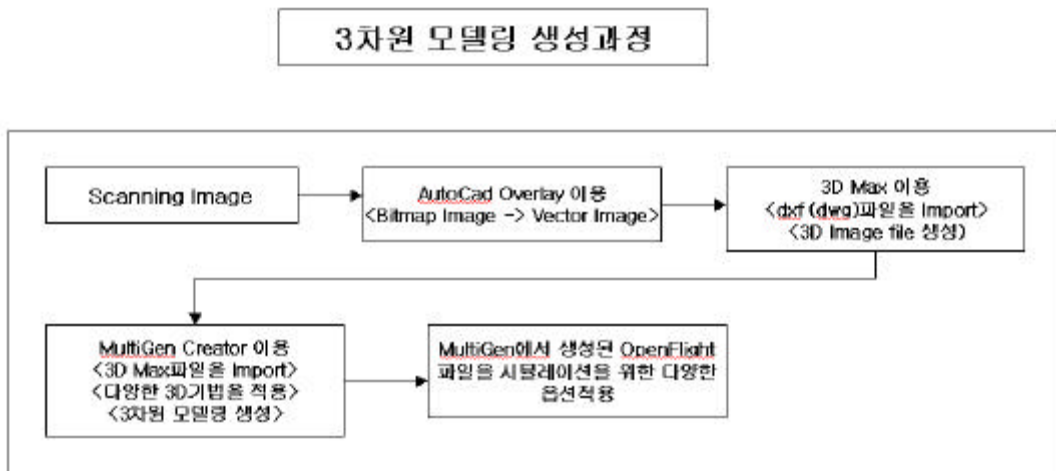 3차원 모델링 생성과정
Scanning Image
AutoCad Overlay 이용
<Bitmap Image -> Vector Image>
3D Max 이용
<dxf (dwg)파일을 Import>
<3D Image file 생성)
MultiGen Creator 이용
<3D Max파일을 Import>
<다양한 3D기법을 적용>
<3차원 모델링 생성>
MultiGen에서 생성된 OpenFlight
파일을 시뮬레이션을 위한 다양한
옵션적용